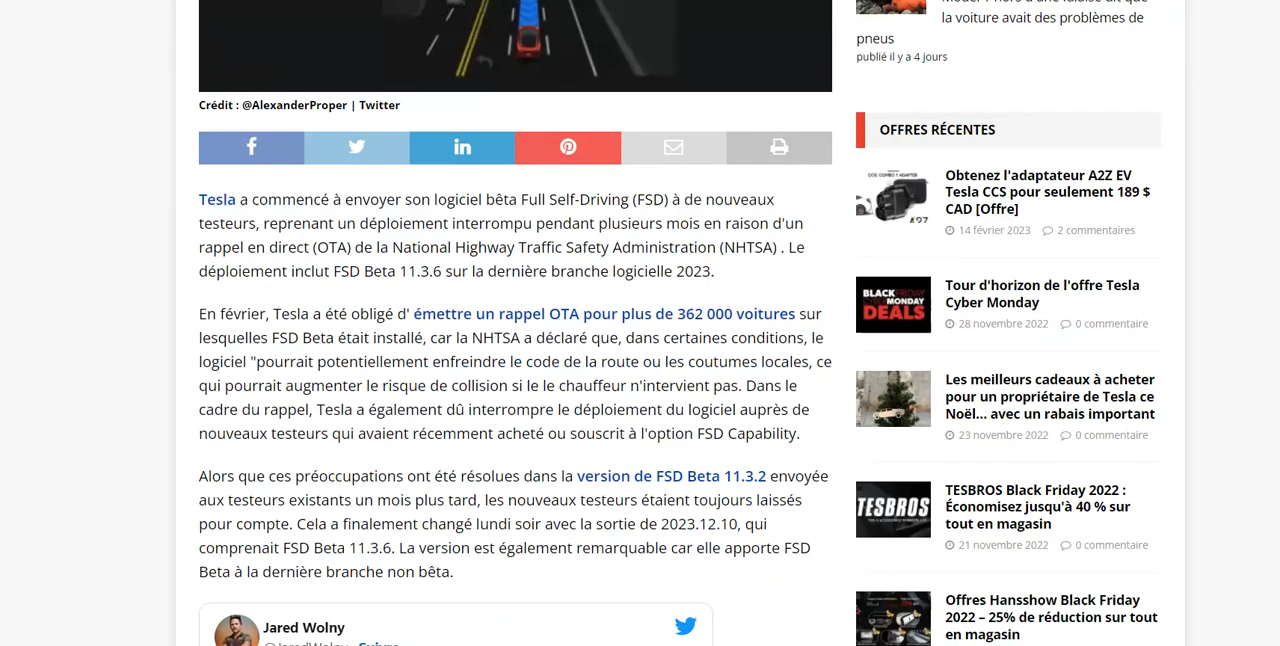 Crédit : @AlexanderProper | Twitter
Tesla a commencé à envoyer son logiciel bêta Full Self-Driving (FSD) à de nouveaux
testeurs, reprenant un déploiement interrompu pendant plusieurs mois en raison d'un
rappel en direct (OTA) de la National Highway Traffic Safety Administration (NHTSA) . Le
déploiement inclut FSD Beta 11.3.6 sur la dernière branche logicielle 2023.
En février, Tesla a été obligé d' émettre un rappel OTA pour plus de 362 000 voitures sur
lesquelles FSD Beta était installé, car la NHTSA a déclaré que, dans certaines conditions, le
logiciel "pourrait potentiellement enfreindre le code de la route ou les coutumes locales, ce
qui pourrait augmenter le risque de collision si le le chauffeur n'intervient pas. Dans le
cadre du rappel, Tesla a également dû interrompre le déploiement du logiciel auprès de
nouveaux testeurs qui avaient récemment acheté ou souscrit à l'option FSD Capability.
Alors que ces préoccupations ont été résolues dans la version de FSD Beta 11.3.2 envoyée
aux testeurs existants un mois plus tard, les nouveaux testeurs étaient toujours laissés
pour compte. Cela a finalement changé lundi soir avec la sortie de 2023.12.10, qui
comprenait FSD Beta 11.3.6. La version est également remarquable car elle apporte FSD
Beta à la dernière branche non bêta.
Jared Wolny
la voiture avait des problèmes de
pneus
publié il y a 4 jours
OFFRES RÉCENTES
Obtenez l'adaptateur A2Z EV
Tesla CCS pour seulement 189 $
CAD [Offre]
14 février 2023 2 commentaires
BLACK FRIDAY
CYBER MONDAY
DEALS
Tour d'horizon de l'offre Tesla
Cyber Monday
28 novembre 2022 0 commentaire
Les meilleurs cadeaux à acheter
pour un propriétaire de Tesla ce
Noël... avec un rabais important
23 novembre 2022 0 commentaire
TESBROS
TESBROS Black Friday 2022 :
Économisez jusqu'à 40 % sur
tout en magasin
21 novembre 2022 0 commentaire
Offres Hansshow Black Friday
2022 – 25% de réduction sur tout
en magasin